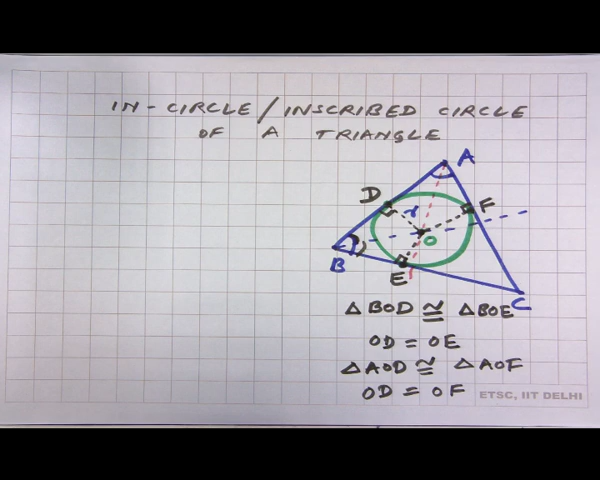 IN-CIRCLE/INSCRIBED CIRCLE
OF A TRIANGLE
A
D
r
F
O
B
E
C
△BOD ≅ △BOE
OD = OE
△AOD ≅ △AOF
OD = OF
ETSC, IIT DELHI